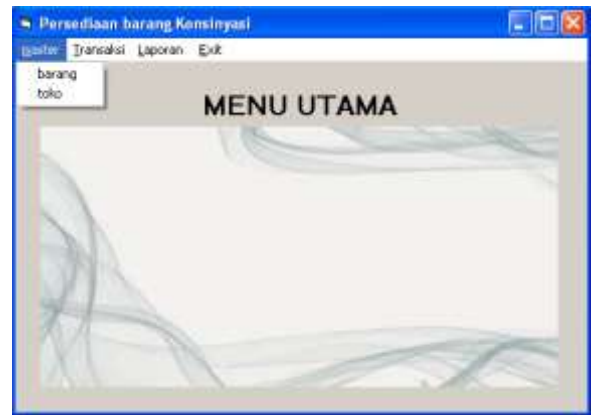 Persediaan barang Konsinyasi
Master Transaksi Laporan Exit
barang
toko
MENU UTAMA